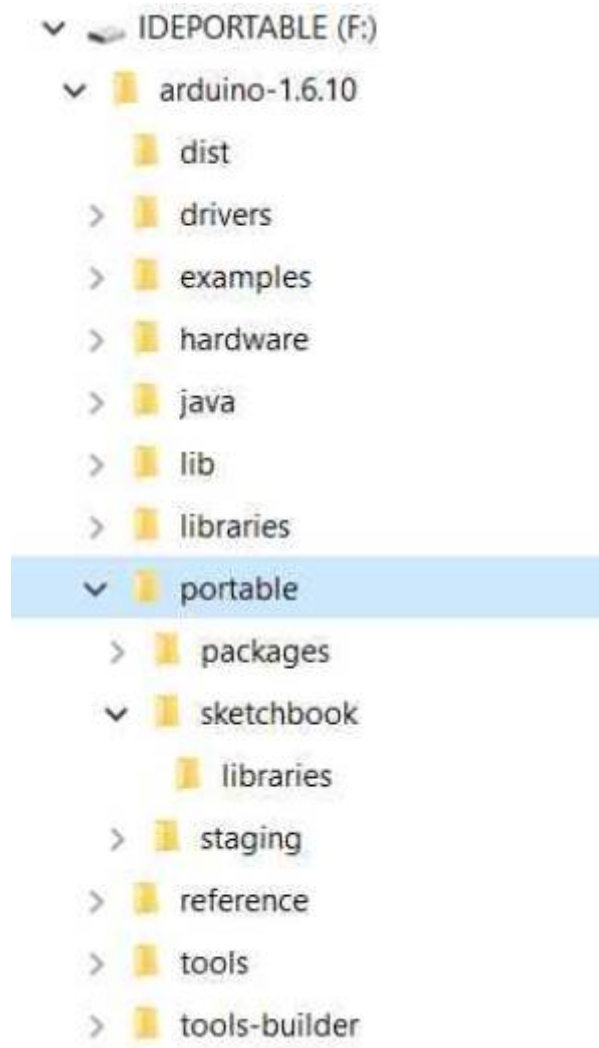 IDEPORTABLE (F:)
arduino-1.6.10
dist
drivers
examples
hardware
java
lib
libraries
portable
packages
sketchbook
libraries
staging
reference
tools
tools-builder